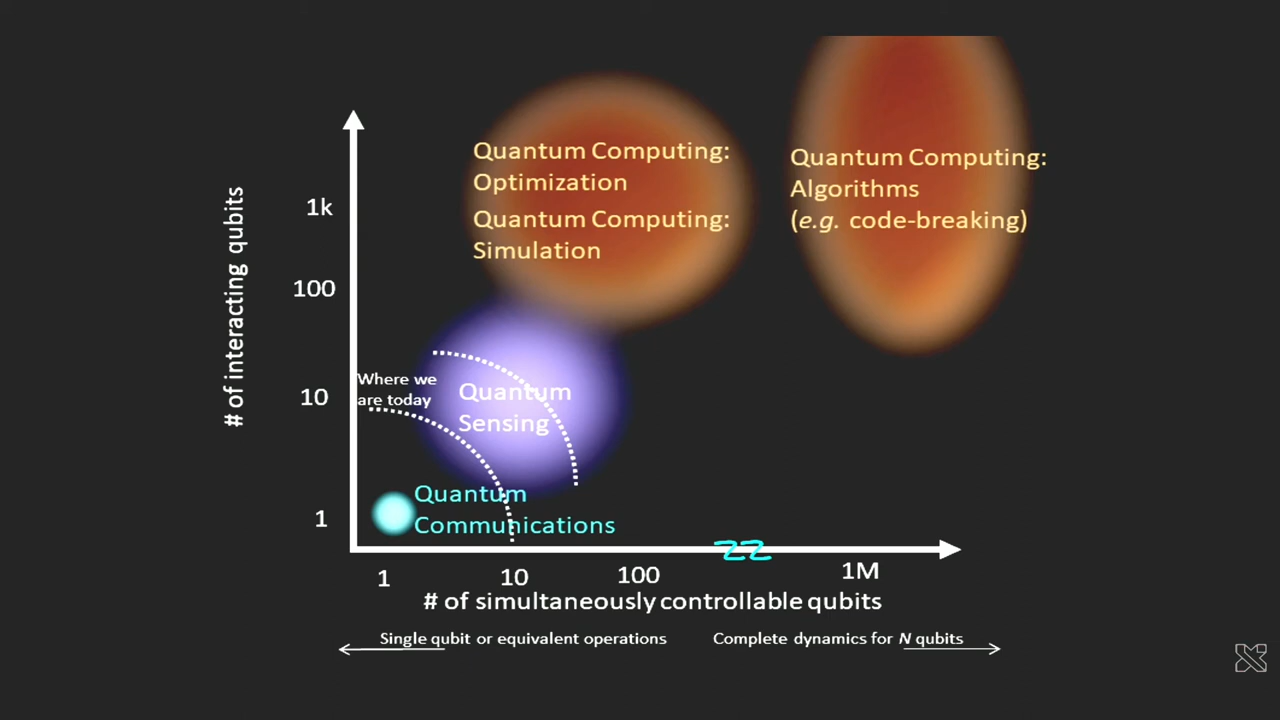 Quantum Computing:
Optimization
Quantum Computing:
Simulation
Quantum Computing:
Algorithms
(e.g. code-breaking)
# of interacting qubits
1k
100
10
1
Where we
are today
Quantum
Sensing
Quantum
Communications
1
10
100
1M
# of simultaneously controllable qubits
Single qubit or equivalent operations
Complete dynamics for N qubits